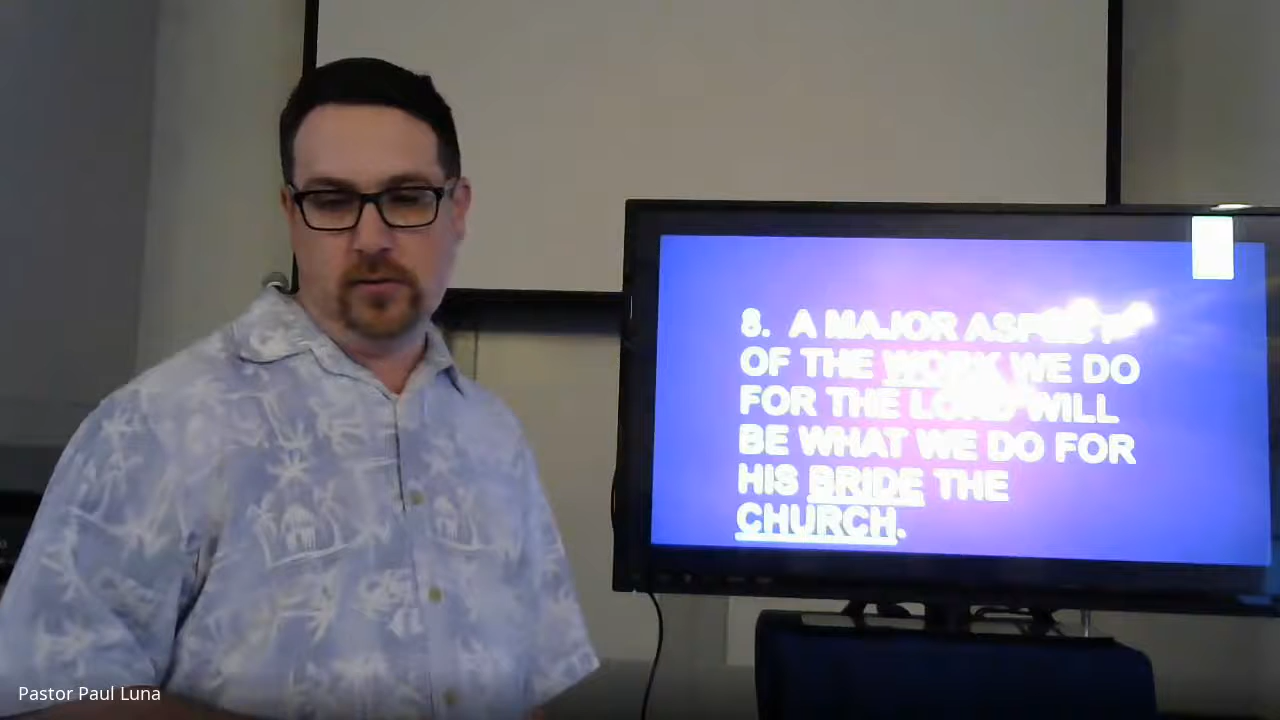 8. A MAJOR ASPECT
OF THE WORK WE DO
FOR THE LORD WILL
BE WHAT WE DO FOR
HIS BRIDE THE
CHURCH.
Pastor Paul Luna